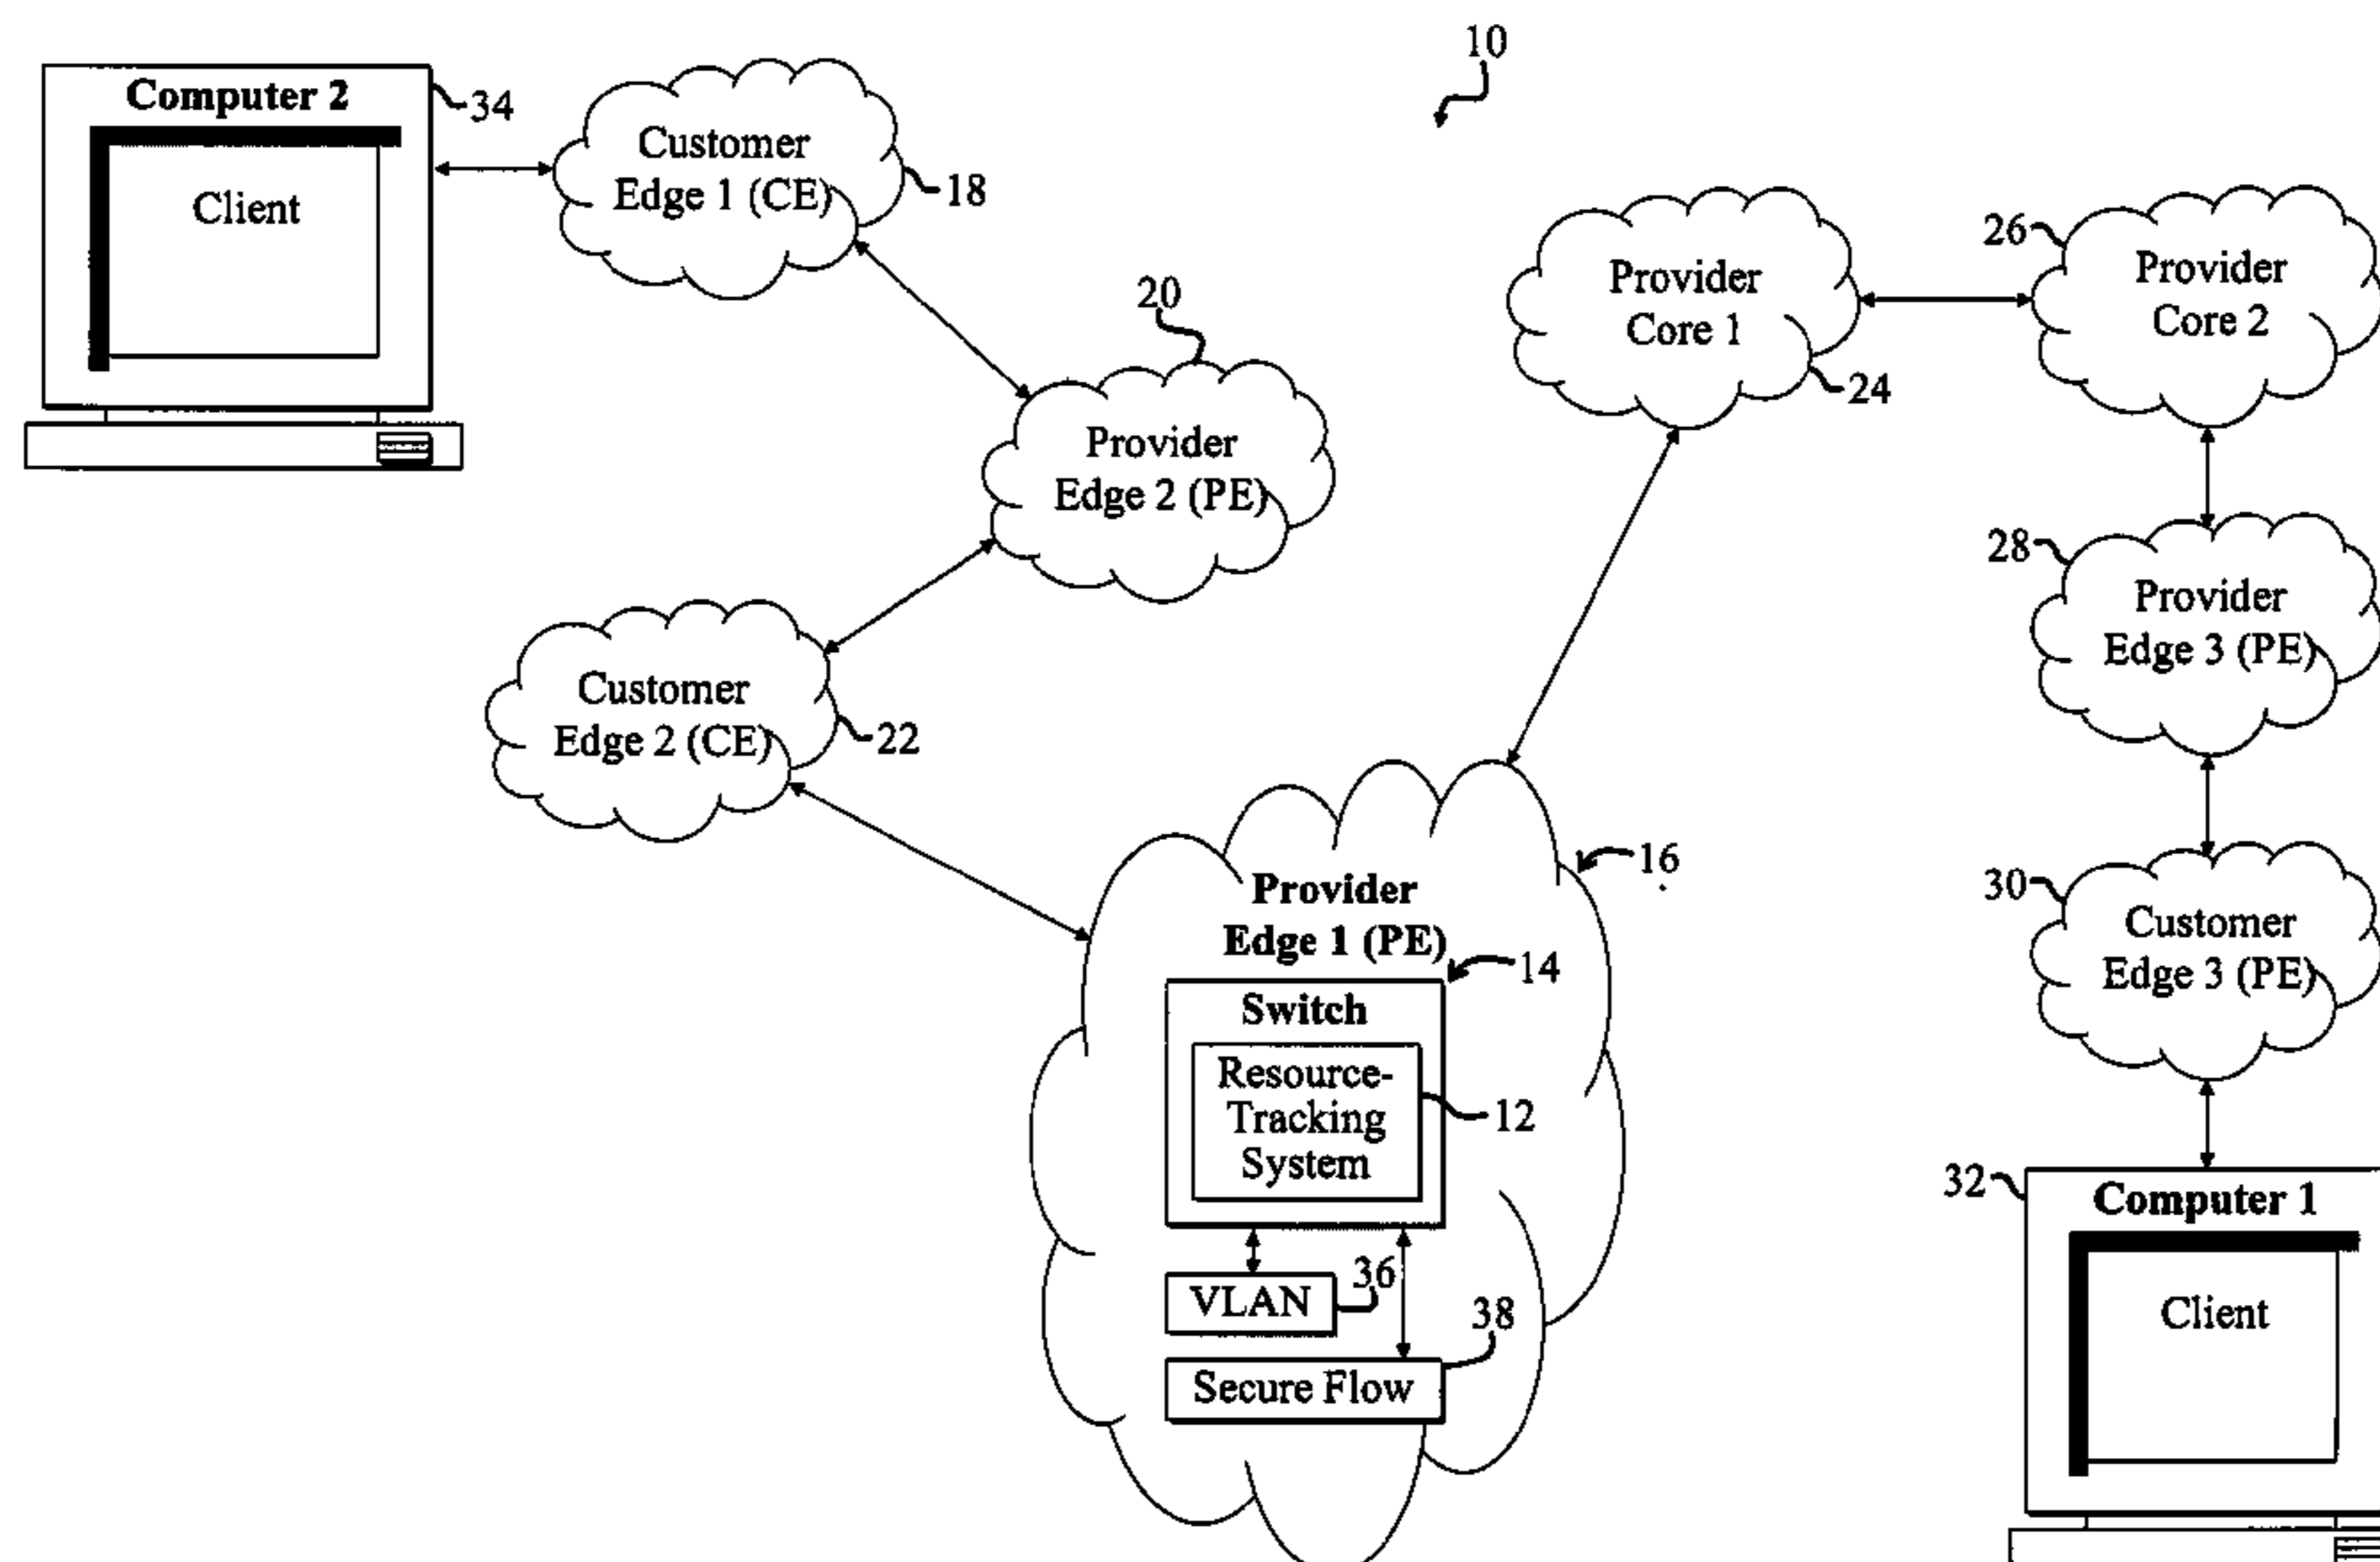 10
Computer 2
34
Client
Customer
Edge 1 (CE)
18
20
Provider
Edge 2 (PE)
Provider
Core 1
24
26
Provider
Core 2
28
Provider
Edge 3 (PE)
Customer
Edge 2 (CE)
22
16
Provider
Edge 1 (PE)
14
Switch
Resource-
Tracking
System
12
VLAN
36
38
Secure Flow
30
Customer
Edge 3 (PE)
32
Computer 1
Client